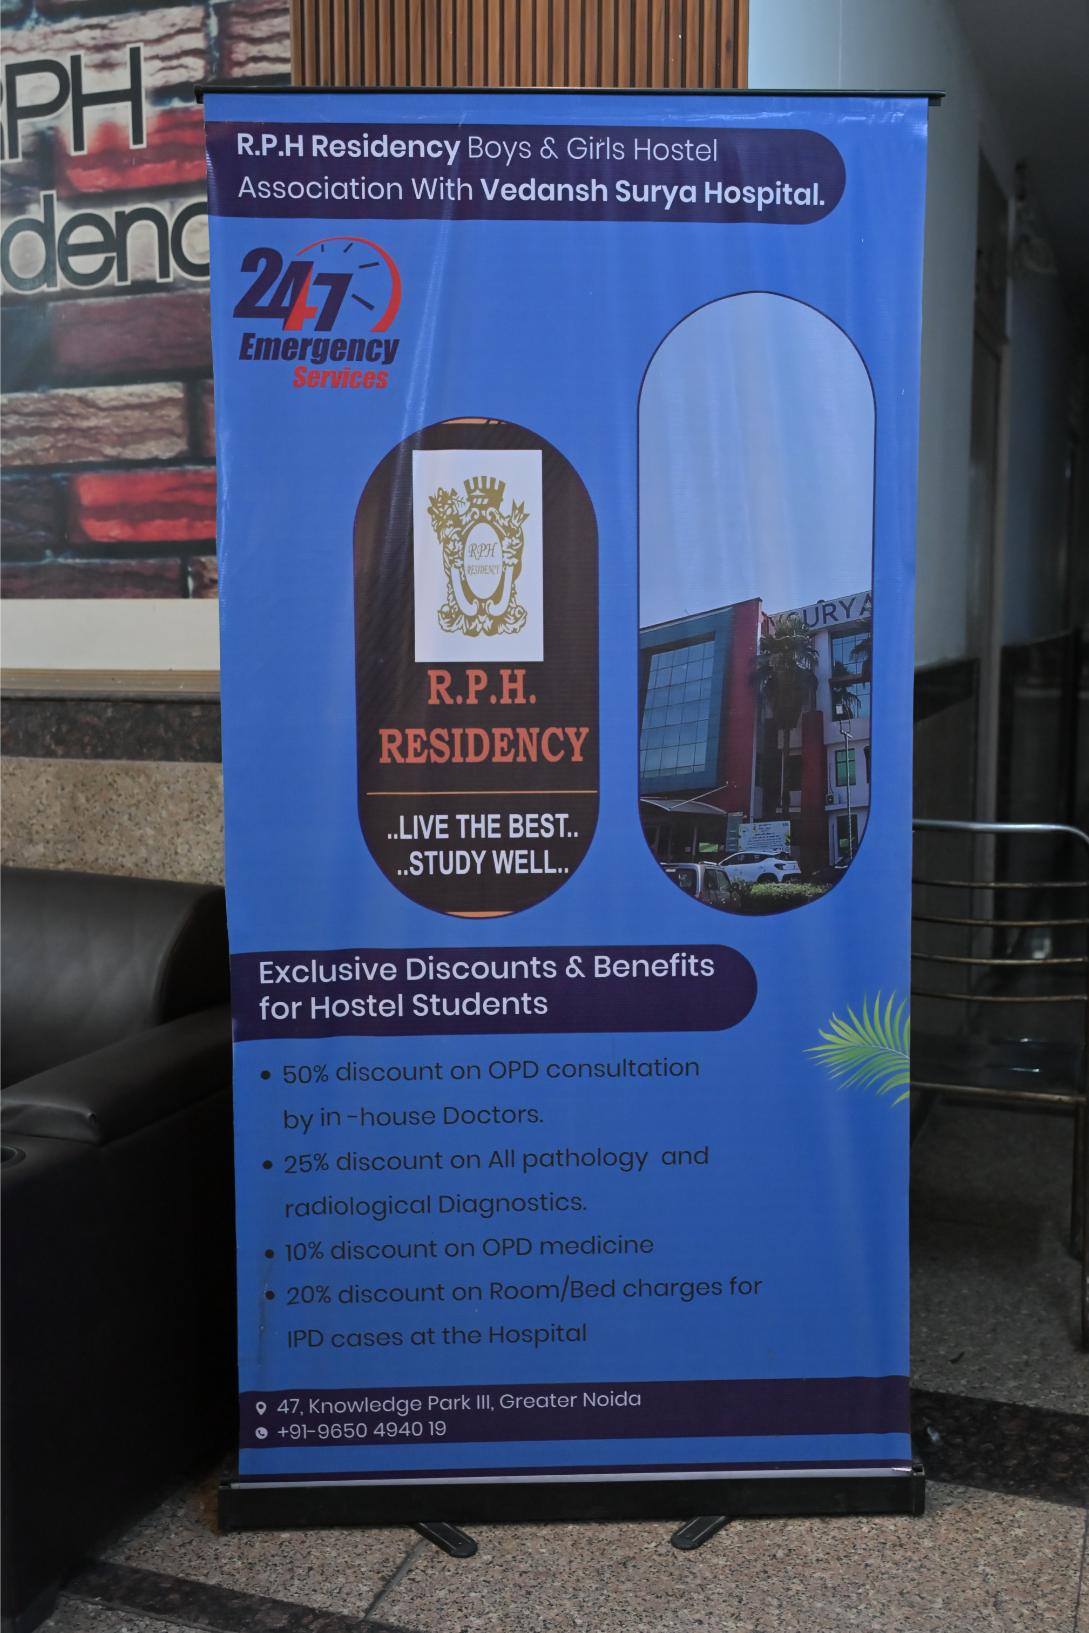 RPH
denc
R.P.H Residency Boys & Girls Hostel
Association With Vedansh Surya Hospital.
24x7
Emergency
Services
RPH
RESIDENCY
R.P.H.
RESIDENCY
..LIVE THE BEST..
..STUDY WELL..
SURYA
Exclusive Discounts & Benefits
for Hostel Students
• 50% discount on OPD consultation
by in -house Doctors.
• 25% discount on All pathology and
radiological Diagnostics.
• 10% discount on OPD medicine
• 20% discount on Room/Bed charges for
IPD cases at the Hospital
47, Knowledge Park III, Greater Noida
+91-9650 4940 19